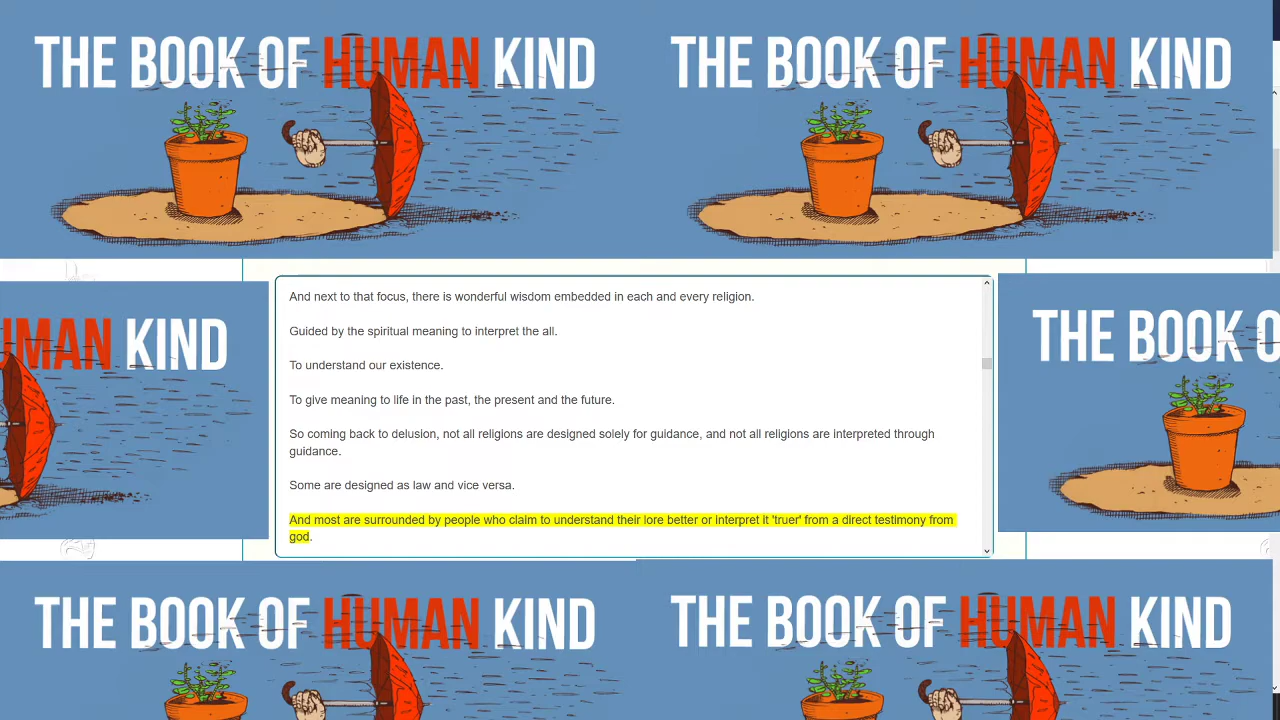 THE BOOK OF HUMAN KIND
THE BOOK OF HUMAN KIND
And next to that focus, there is wonderful wisdom embedded in each and every religion.
Guided by the spiritual meaning to interpret the all.
UMAN KIND
THE BOOK O
To understand our existence.
To give meaning to life in the past, the present and the future.
So coming back to delusion, not all religions are designed solely for guidance, and not all religions are interpreted through
guidance.
Some are designed as law and vice versa.
And most are surrounded by people who claim to understand their lore better or interpret it 'truer' from a direct testimony from
god.
THE BOOK OF HUMAN KIND
THE BOOK OF HUMAN KIND